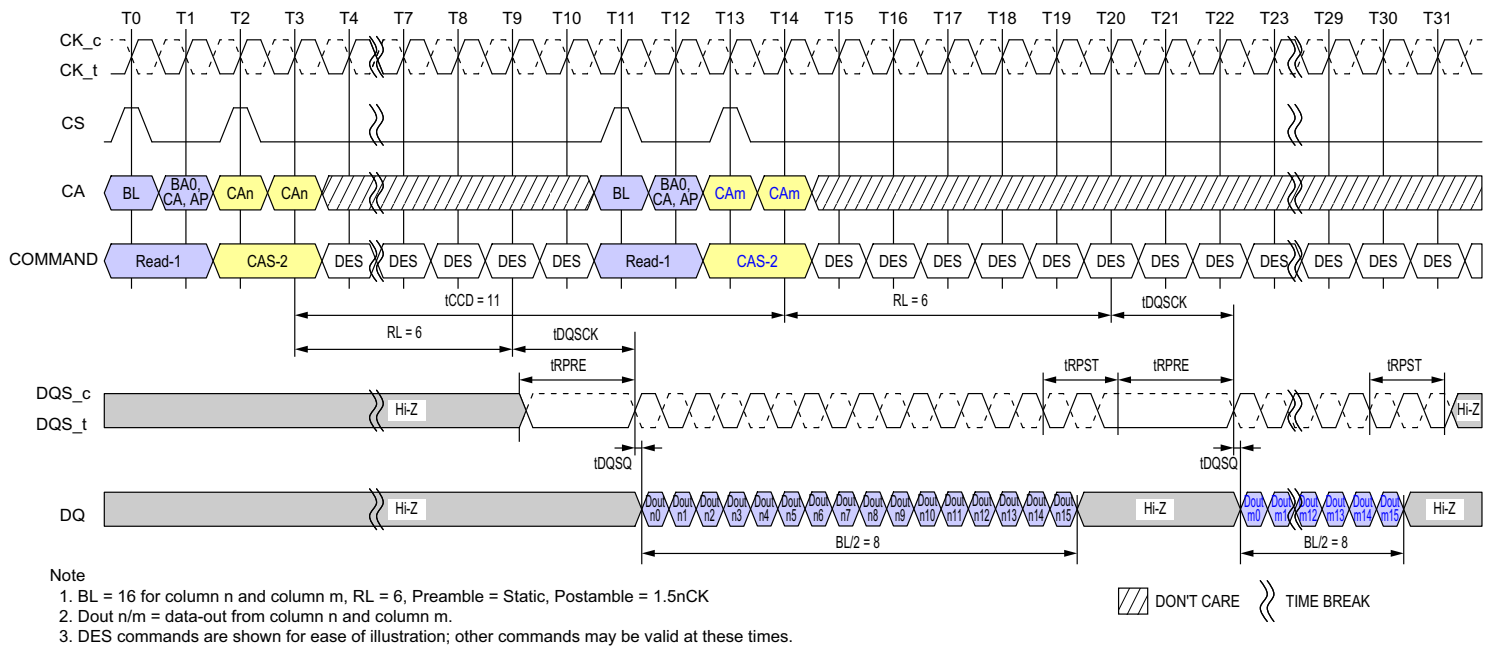 T0 T1 T2 T3 T4 T7 T8 T9 T10 T11 T12 T13 T14 T15 T16 T17 T18 T19 T20 T21 T22 T23 T29 T30 T31
CK_c
CK_t
CS
CA BL BA0, CA, AP CAn CAn BL BA0, CA, AP CAm CAm
COMMAND Read-1 CAS-2 DES DES DES DES DES Read-1 CAS-2 DES DES DES DES DES DES DES DES DES DES DES DES
tCCD = 11 RL = 6 tDQSCK
RL = 6 tDQSCK
tRPRE tRPST tRPRE tRPST
DQS_c
DQS_t
Hi-Z Hi-Z
tDQSQ tDQSQ
DQ Hi-Z Dout n0 Dout n1 Dout n2 Dout n3 Dout n4 Dout n5 Dout n6 Dout n7 Dout n8 Dout n9 Dout n10 Dout n11 Dout n12 Dout n13 Dout n14 Dout n15 Hi-Z Dout m0 Dout m1 Dout m12 Dout m13 Dout m14 Dout m15 Hi-Z
BL/2 = 8 BL/2 = 8
Note
1. BL = 16 for column n and column m, RL = 6, Preamble = Static, Postamble = 1.5nCK
2. Dout n/m = data-out from column n and column m.
3. DES commands are shown for ease of illustration; other commands may be valid at these times.
DON'T CARE TIME BREAK